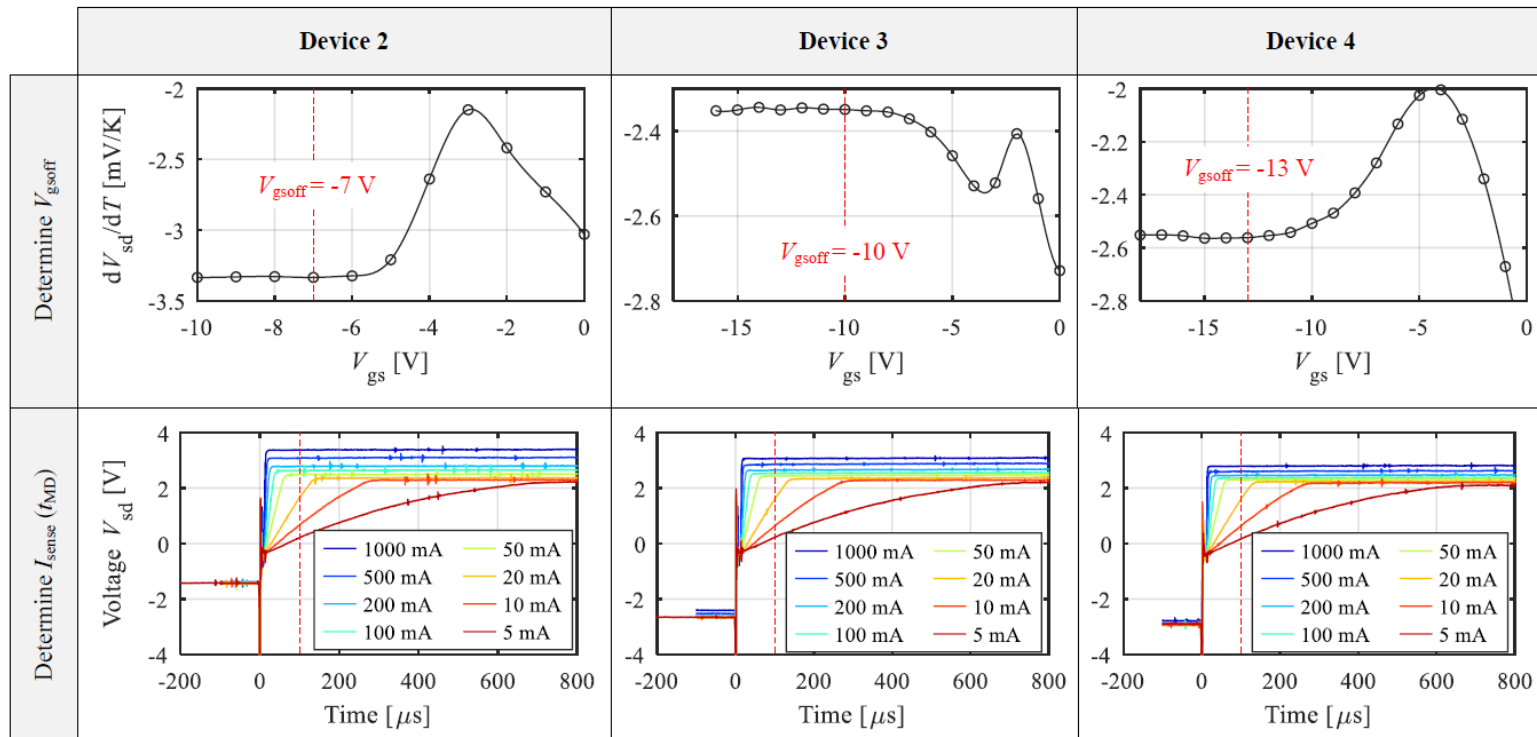 Device 2
Device 3
Device 4
Determine Vgsoff
dVsd/dT [mV/K]
-2
-2.5
-3
-3.5
Vgsoff = -7 V
-10
-8
-6
-4
-2
0
Vgs [V]
-2.4
-2.6
-2.8
Vgsoff = -10 V
-15
-10
-5
0
Vgs [V]
-2
-2.2
-2.4
-2.6
-2.8
Vgsoff = -13 V
-15
-10
-5
0
Vgs [V]
Determine Isense (tMD)
Voltage Vsd [V]
4
2
0
-2
-4
1000 mA
50 mA
500 mA
20 mA
200 mA
10 mA
100 mA
5 mA
-200
0
200
400
600
800
Time [μs]
4
2
0
-2
-4
1000 mA
50 mA
500 mA
20 mA
200 mA
10 mA
100 mA
5 mA
-200
0
200
400
600
800
Time [μs]
4
2
0
-2
-4
1000 mA
50 mA
500 mA
20 mA
200 mA
10 mA
100 mA
5 mA
-200
0
200
400
600
800
Time [μs]